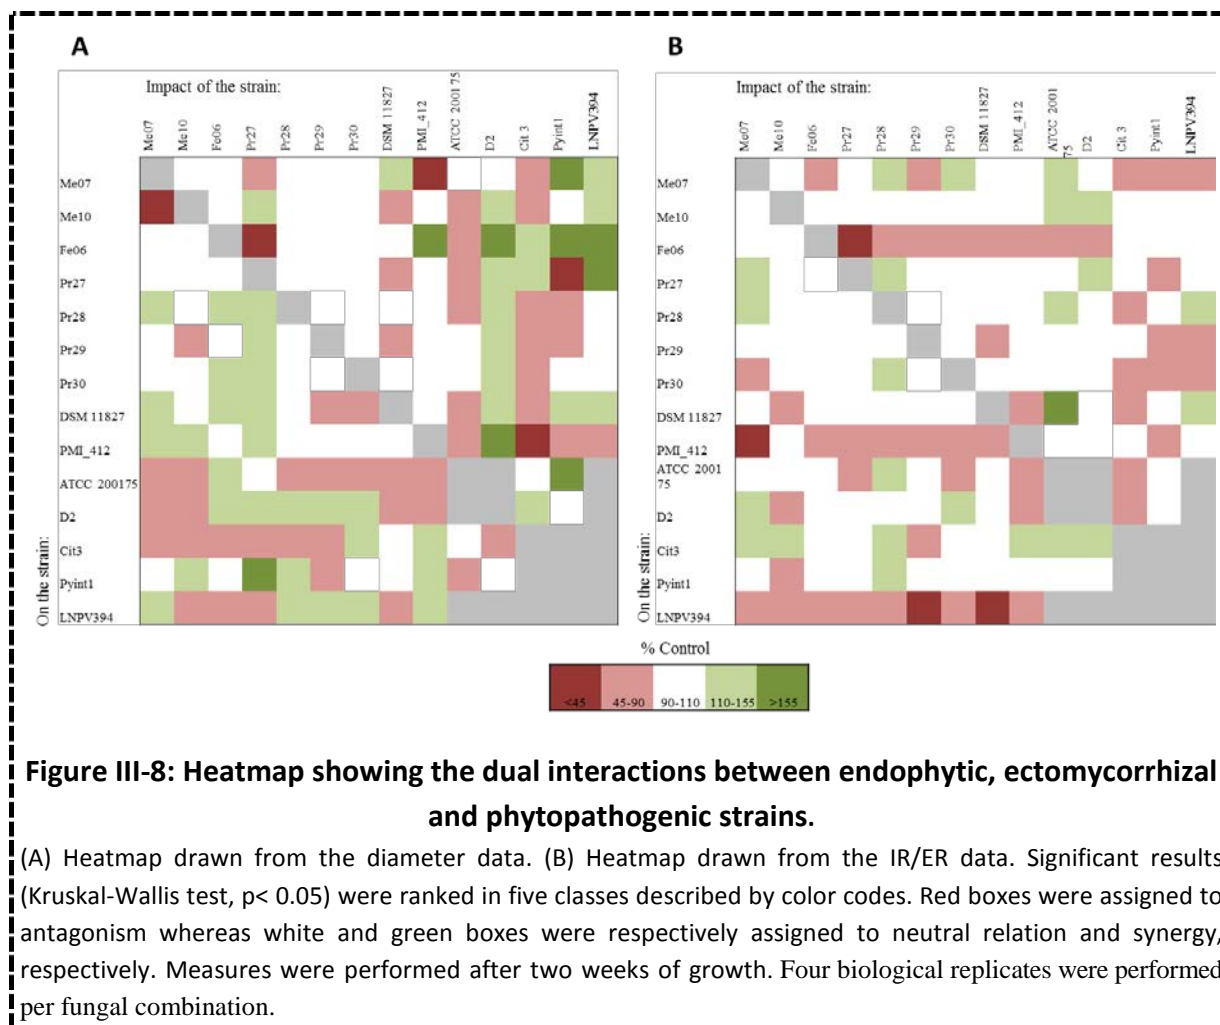 A
B
Impact of the strain:
Impact of the strain:
Me07
Me10
Fe06
Pr27
Pr28
Pr29
Pr30
DSM 11827
PMI_412
ATCC 200175
D2
Cit 3
Pyint1
LNPV394
Me07
Me10
Fe06
Pr27
Pr28
Pr29
Pr30
DSM 11827
PMI_412
ATCC 2001
75
D2
Cit 3
Pyint1
LNPV394
On the strain:
Me07
Me10
Fe06
Pr27
Pr28
Pr29
Pr30
DSM 11827
PMI_412
ATCC 200175
D2
Cit3
Pyint1
LNPV394
On the strain:
Me07
Me10
Fe06
Pr27
Pr28
Pr29
Pr30
DSM 11827
PMI_412
ATCC 2001
75
D2
Cit3
Pyint1
LNPV394
% Control
<45 45-90 90-110 110-155 >155
Figure III-8: Heatmap showing the dual interactions between endophytic, ectomycorrhizal
and phytopathogenic strains.
(A) Heatmap drawn from the diameter data. (B) Heatmap drawn from the IR/ER data. Significant results
(Kruskal-Wallis test, p< 0.05) were ranked in five classes described by color codes. Red boxes were assigned to
antagonism whereas white and green boxes were respectively assigned to neutral relation and synergy,
respectively. Measures were performed after two weeks of growth. Four biological replicates were performed
per fungal combination.